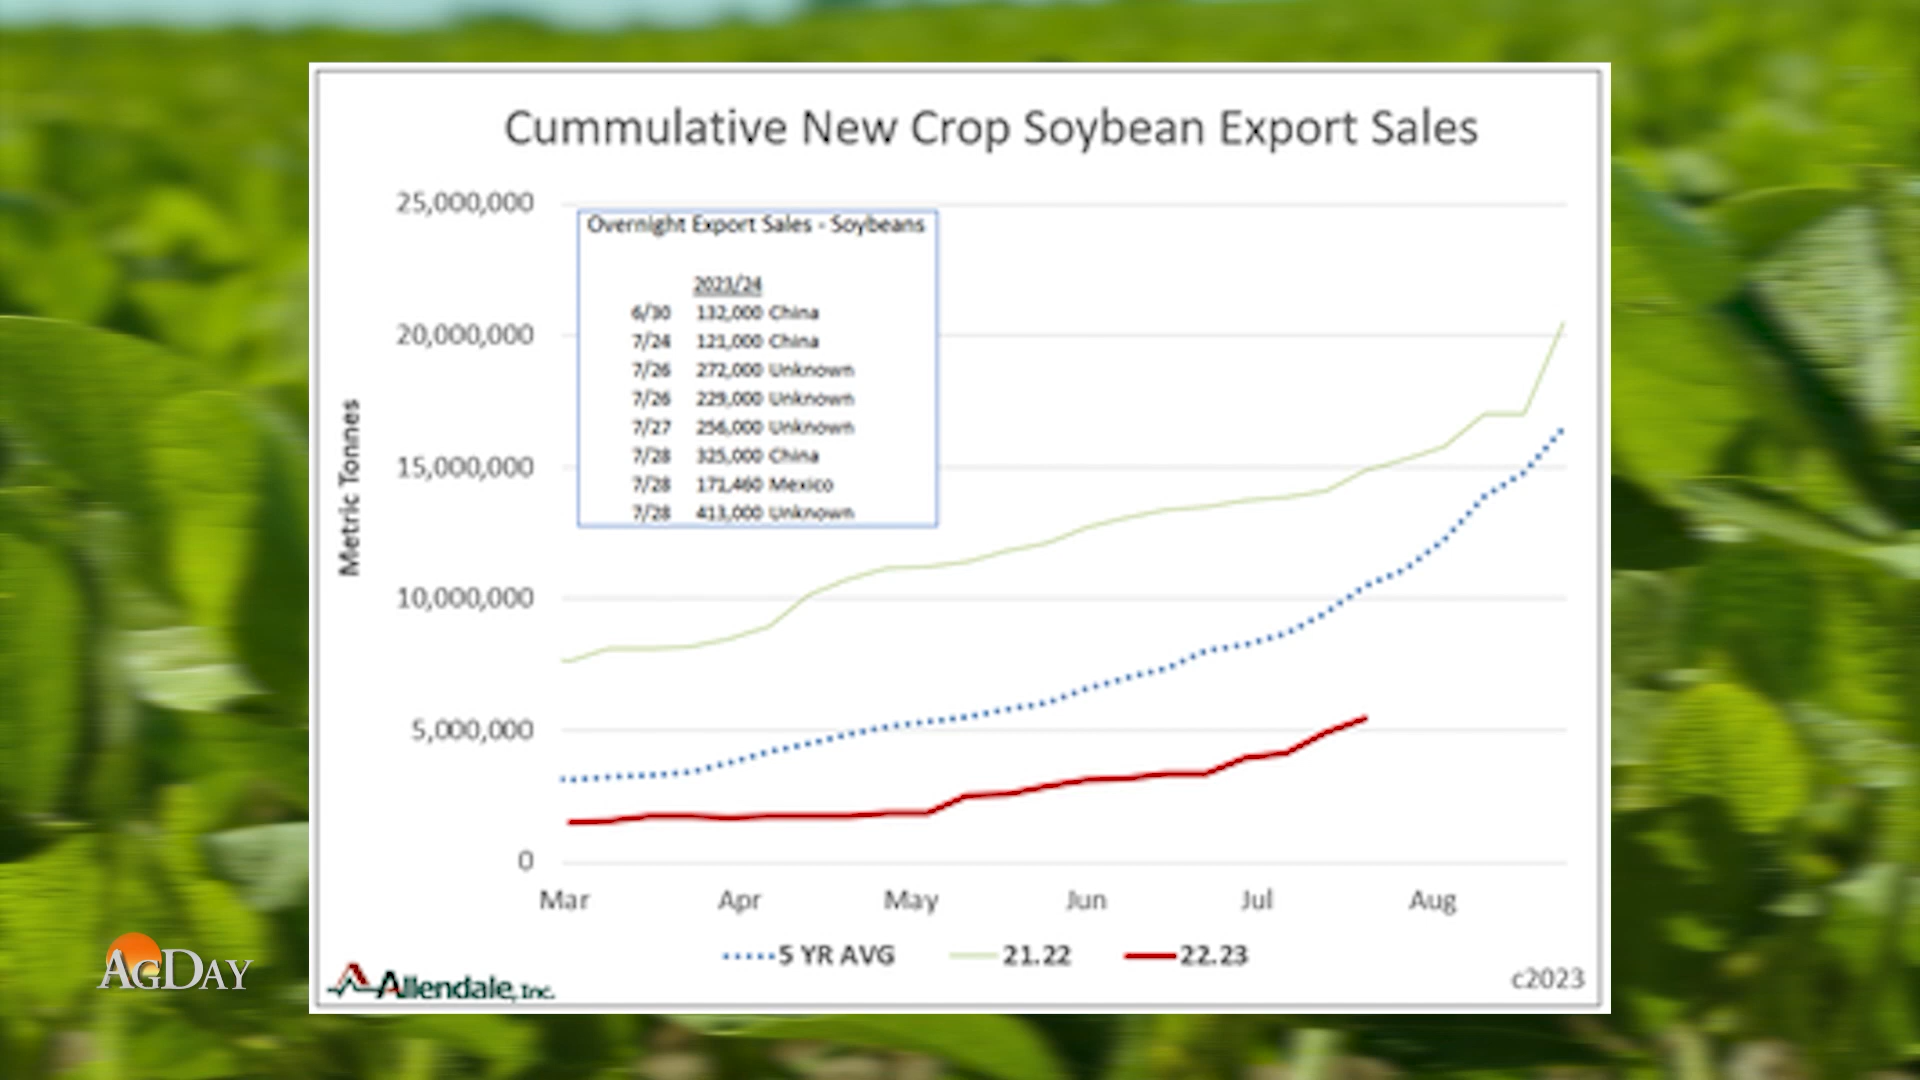 Cummulative New Crop Soybean Export Sales
25,000,000
20,000,000
15,000,000
10,000,000
5,000,000
0
Metric Tonnes
Overnight Export Sales - Soybeans
2023/24
6/30 132,000 China
7/24 121,000 China
7/26 272,000 Unknown
7/26 229,000 Unknown
7/27 256,000 Unknown
7/28 325,000 China
7/28 171,460 Mexico
7/28 413,000 Unknown
Mar Apr May Jun Jul Aug
5 YR AVG 21.22 22.23
Allendale, Inc.
c2023
AGDAY